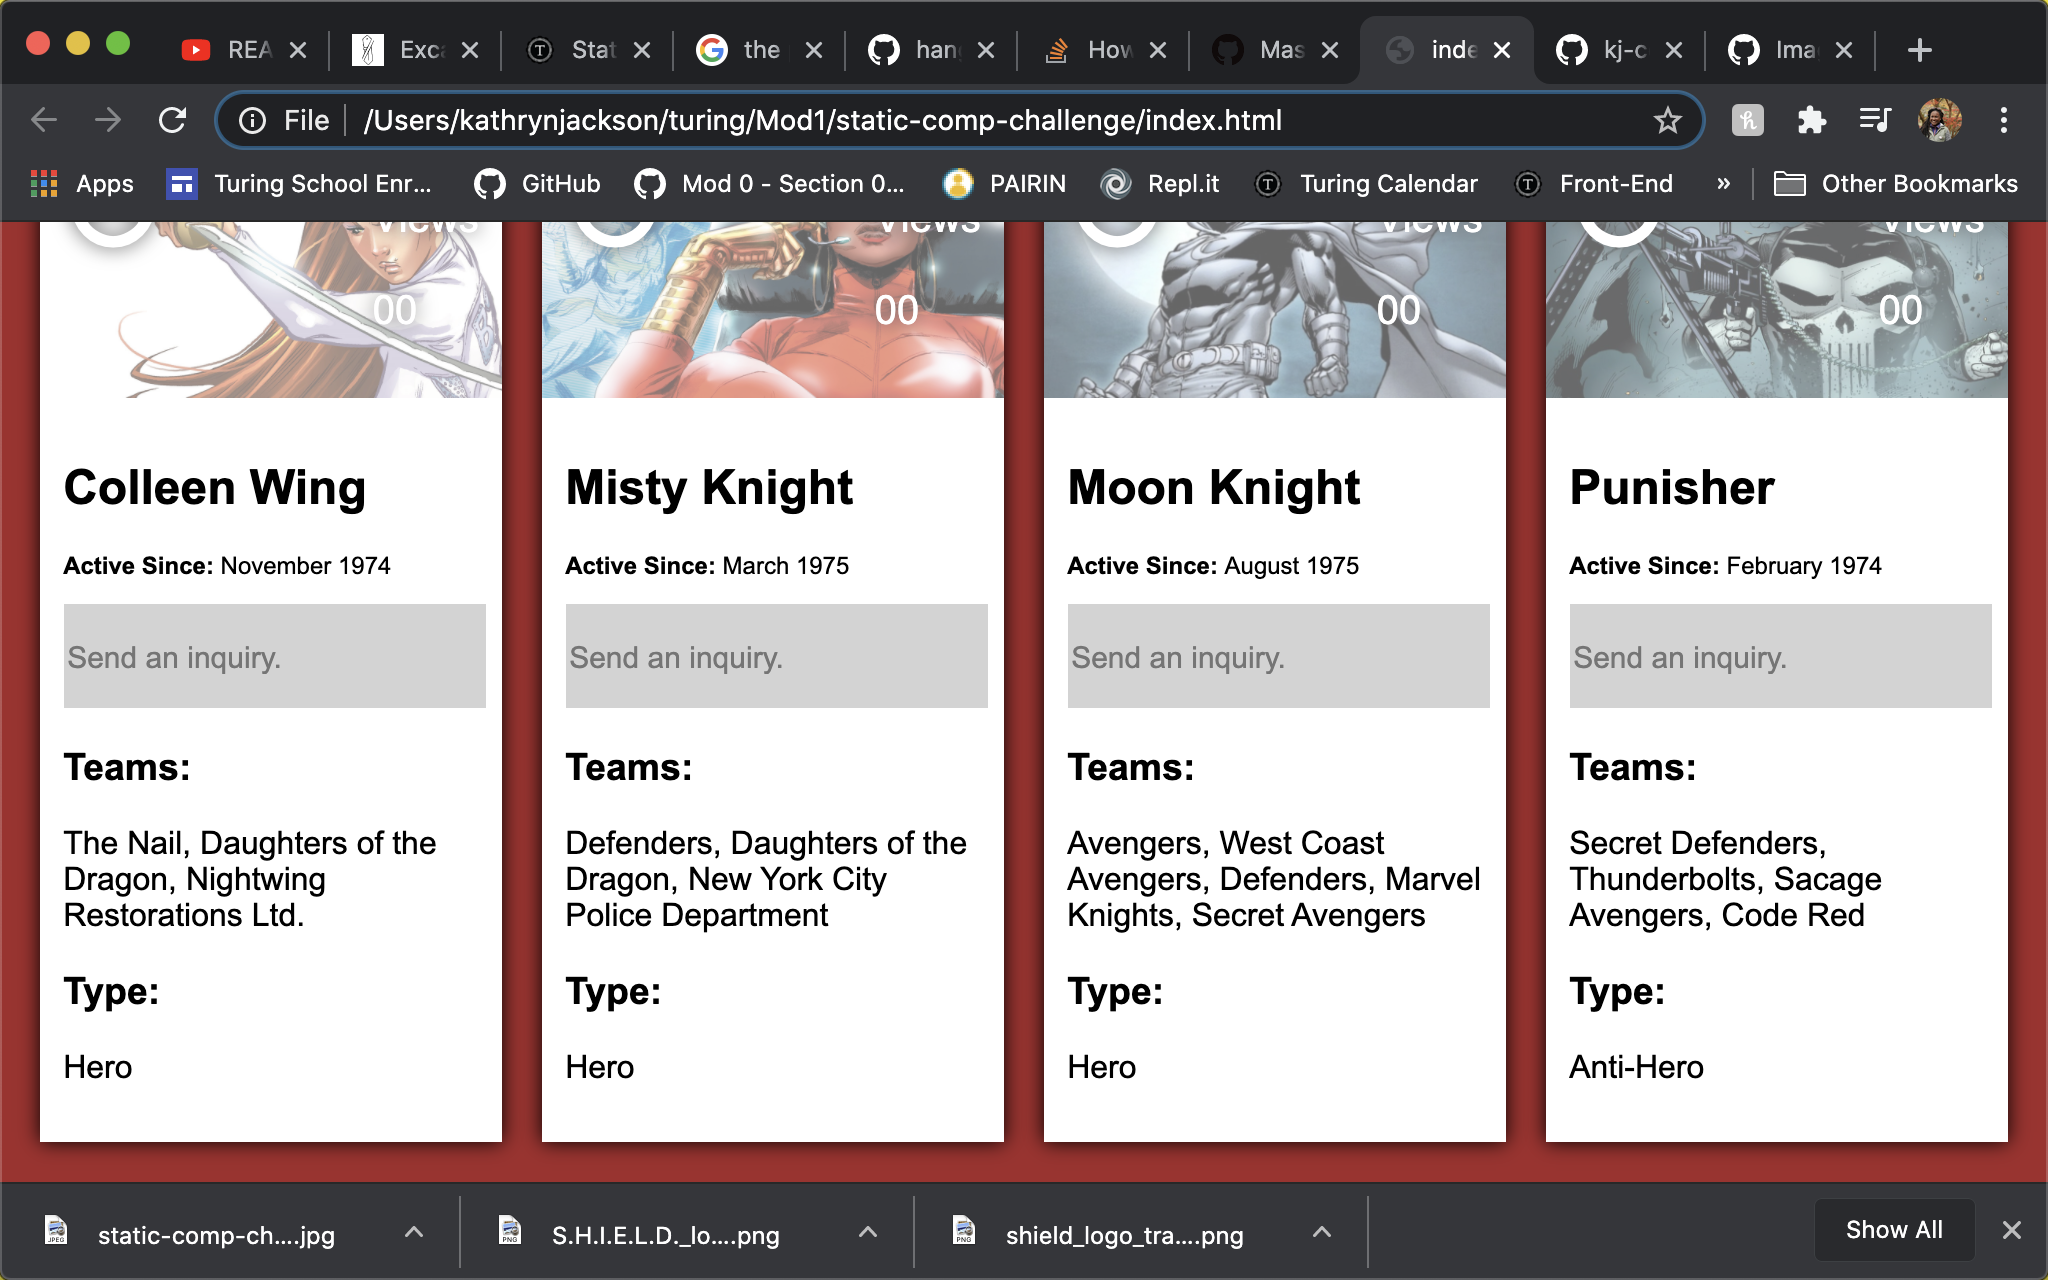 REA
Exc
Stat
the
han
How
Mas
inde
kj-c
Ima
File
/Users/kathrynjackson/turing/Mod1/static-comp-challenge/index.html
Apps
Turing School Enr...
GitHub
Mod 0 - Section 0...
PAIRIN
Repl.it
Turing Calendar
Front-End
»
Other Bookmarks
Views
Views
Views
Views
00
00
00
00
Colleen Wing
Active Since: November 1974
Send an inquiry.
Teams:
The Nail, Daughters of the
Dragon, Nightwing
Restorations Ltd.
Type:
Hero
Misty Knight
Active Since: March 1975
Send an inquiry.
Teams:
Defenders, Daughters of the
Dragon, New York City
Police Department
Type:
Hero
Moon Knight
Active Since: August 1975
Send an inquiry.
Teams:
Avengers, West Coast
Avengers, Defenders, Marvel
Knights, Secret Avengers
Type:
Hero
Punisher
Active Since: February 1974
Send an inquiry.
Teams:
Secret Defenders,
Thunderbolts, Sacage
Avengers, Code Red
Type:
Anti-Hero
static-comp-ch....jpg
S.H.I.E.L.D._lo....png
shield_logo_tra....png
Show All